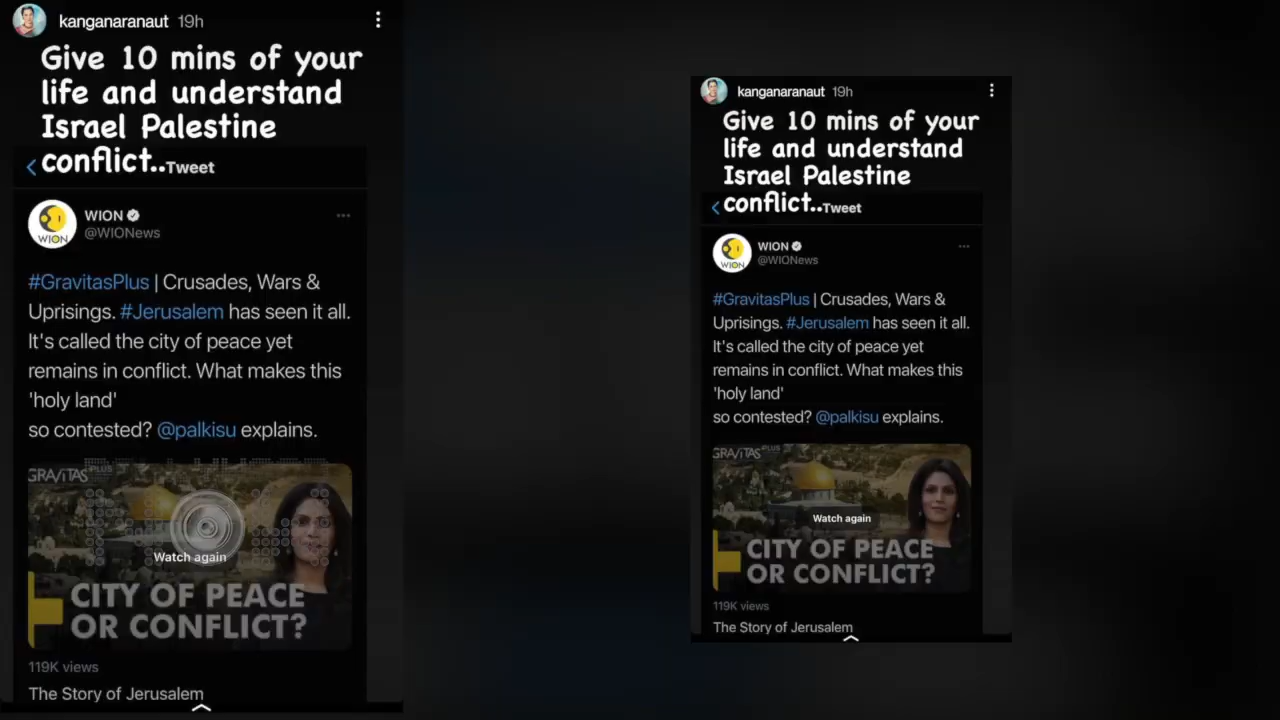 kanganaranaut 19h
Give 10 mins of your
life and understand
Israel Palestine
conflict..
Tweet
WION
@WIONews
#GravitasPlus | Crusades, Wars &
Uprisings. #Jerusalem has seen it all.
It's called the city of peace yet
remains in conflict. What makes this
'holy land'
so contested? @palkisu explains.
GRAVITAS PLUS
Watch again
CITY OF PEACE
OR CONFLICT?
119K views
The Story of Jerusalem
kanganaranaut 19h
Give 10 mins of your
life and understand
Israel Palestine
conflict..
Tweet
WION
@WIONews
#GravitasPlus | Crusades, Wars &
Uprisings. #Jerusalem has seen it all.
It's called the city of peace yet
remains in conflict. What makes this
'holy land'
so contested? @palkisu explains.
GRAVITAS PLUS
Watch again
CITY OF PEACE
OR CONFLICT?
119K views
The Story of Jerusalem